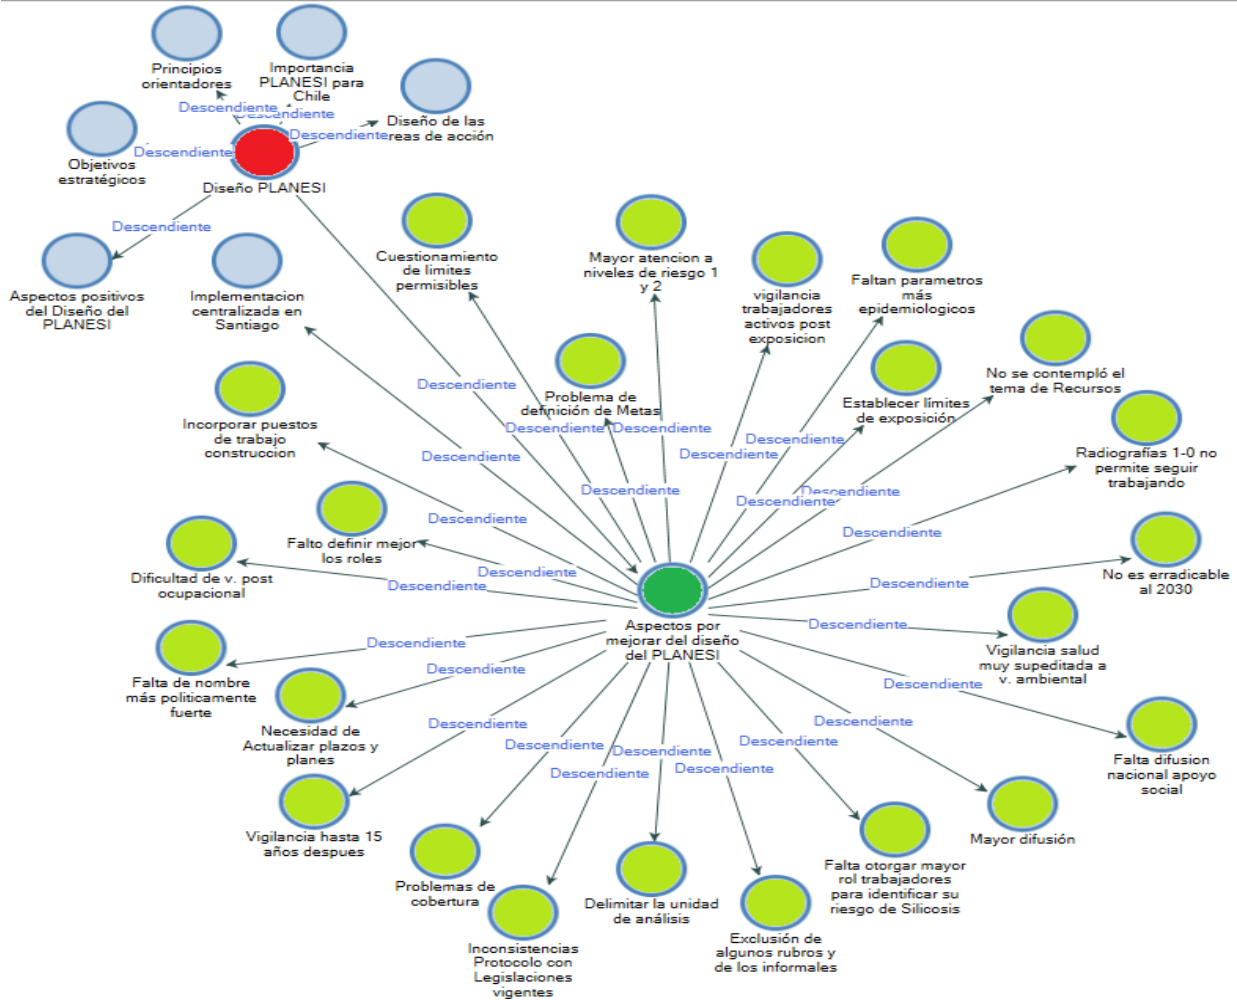 Principios
orientadores
Importancia
PLANESI para
Chile
Descendiente
Descendiente
Diseño de las
reas de acción
Descendiente
Objetivos
estratégicos
Descendiente
Diseño PLANESI
Descendiente
Aspectos positivos
del Diseño del
PLANESI
Implementacion
centralizada en
Santiago
Cuestionamiento
de limites
permisibles
Mayor atencion a
niveles de riesgo 1
y 2
vigilancia
trabajadores
activos post
exposicion
Faltan parametros
más
epidemiologicos
No se contempló el
tema de Recursos
Establecer límites
de exposición
Problema de
definición de Metas
Descendiente
Descendiente
Descendiente
Descendiente
Descendiente
Descendiente
Descendiente
Descendiente
Descendiente
Incorporar puestos
de trabajo
construccion
Radiografías 1-0 no
permite seguir
trabajando
Descendiente
Descendiente
Falto definir mejor
los roles
Descendiente
Dificultad de v. post
ocupacional
Descendiente
Descendiente
No es erradicable
al 2030
Aspectos por
mejorar del diseño
del PLANESI
Descendiente
Vigilancia salud
muy supeditada a
v. ambiental
Descendiente
Falta de nombre
más politicamente
fuerte
Descendiente
Descendiente
Necesidad de
Actualizar plazos y
planes
Descendiente
Descendiente
Descendiente
Descendiente
Descendiente
Descendiente
Descendiente
Falta difusion
nacional apoyo
social
Vigilancia hasta 15
años despues
Mayor difusión
Problemas de
cobertura
Inconsistencias
Protocolo con
Legislaciones
vigentes
Delimitar la unidad
de análisis
Exclusión de
algunos rubros y
de los informales
Falta otorgar mayor
rol trabajadores
para identificar su
riesgo de Silicosis